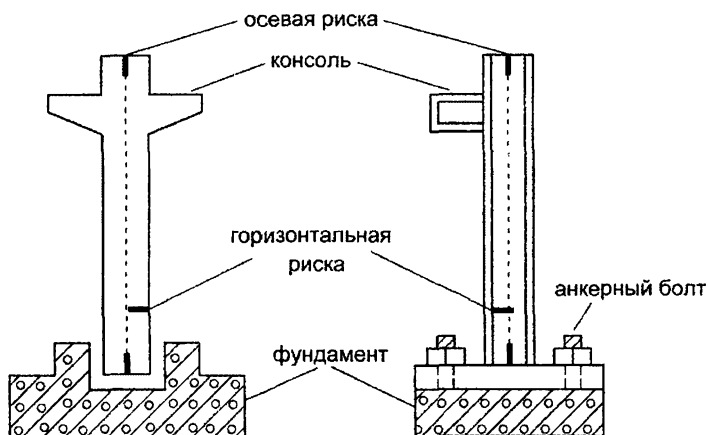 осевая риска
консоль
горизонтальная
риска
анкерный болт
фундамент